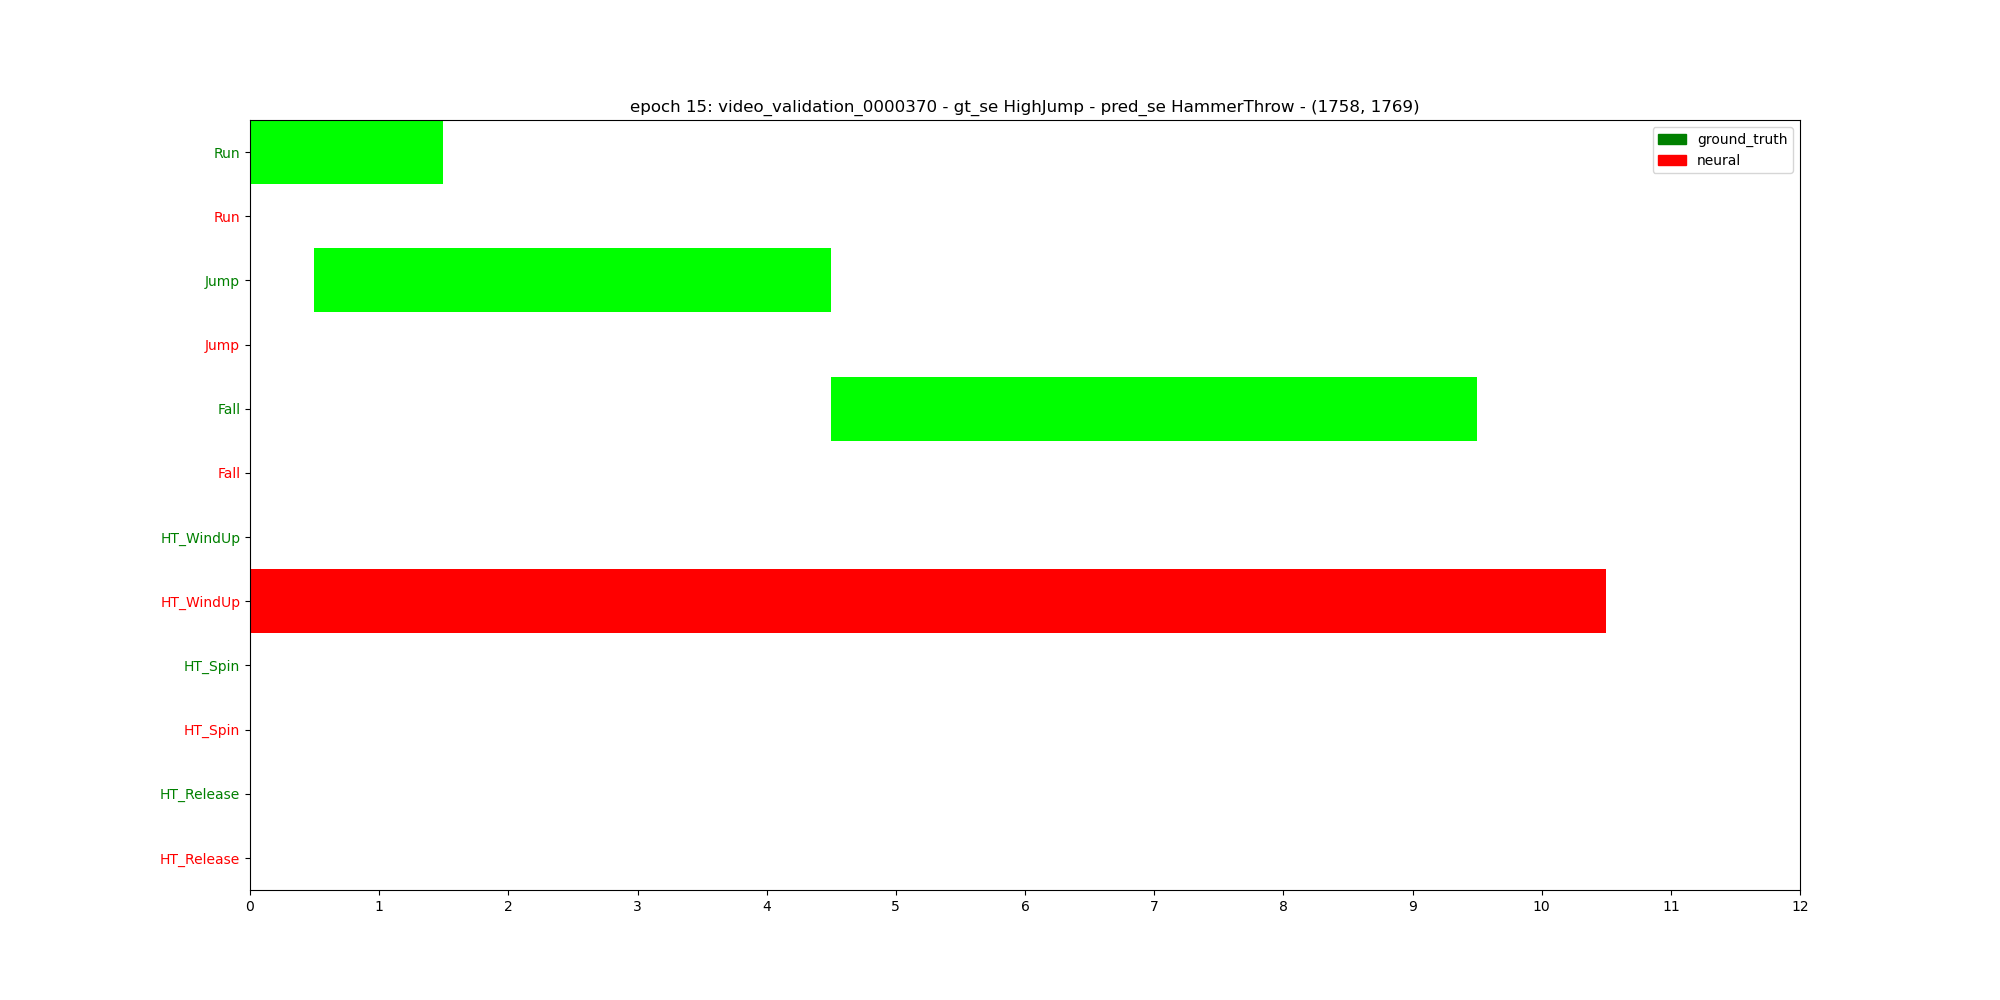 epoch 15: video_validation_0000370 - gt_se HighJump - pred_se HammerThrow - (1758, 1769)
ground_truth
neural
Run
Run
Jump
Jump
Fall
Fall
HT_WindUp
HT_WindUp
HT_Spin
HT_Spin
HT_Release
HT_Release
0 1 2 3 4 5 6 7 8 9 10 11 12